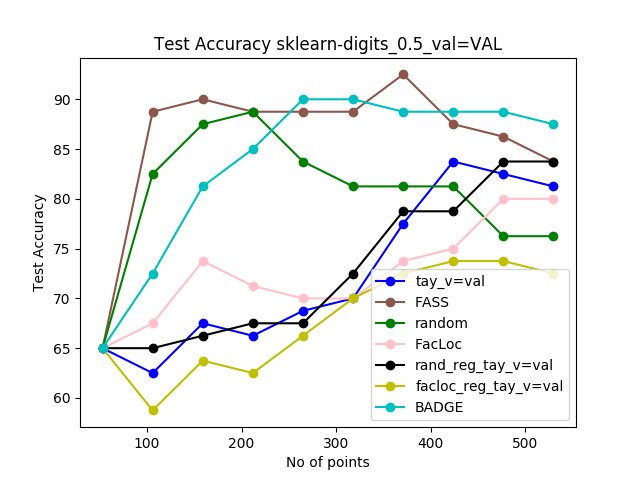 Test Accuracy sklearn-digits_0.5_val=VAL
Test Accuracy
90
85
80
75
70
65
60
100
200
300
400
500
No of points
tay_v=val
FASS
random
FacLoc
rand_reg_tay_v=val
facloc_reg_tay_v=val
BADGE